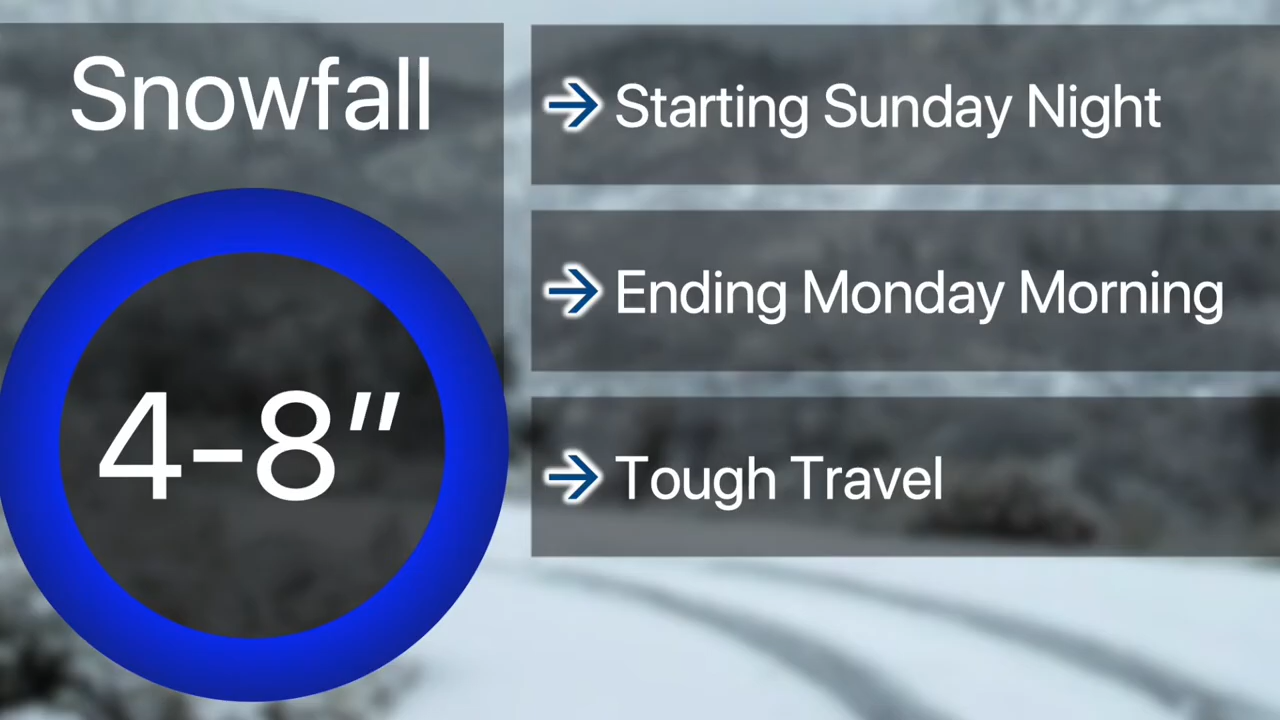 Snowfall
4-8"
Starting Sunday Night
Ending Monday Morning
Tough Travel